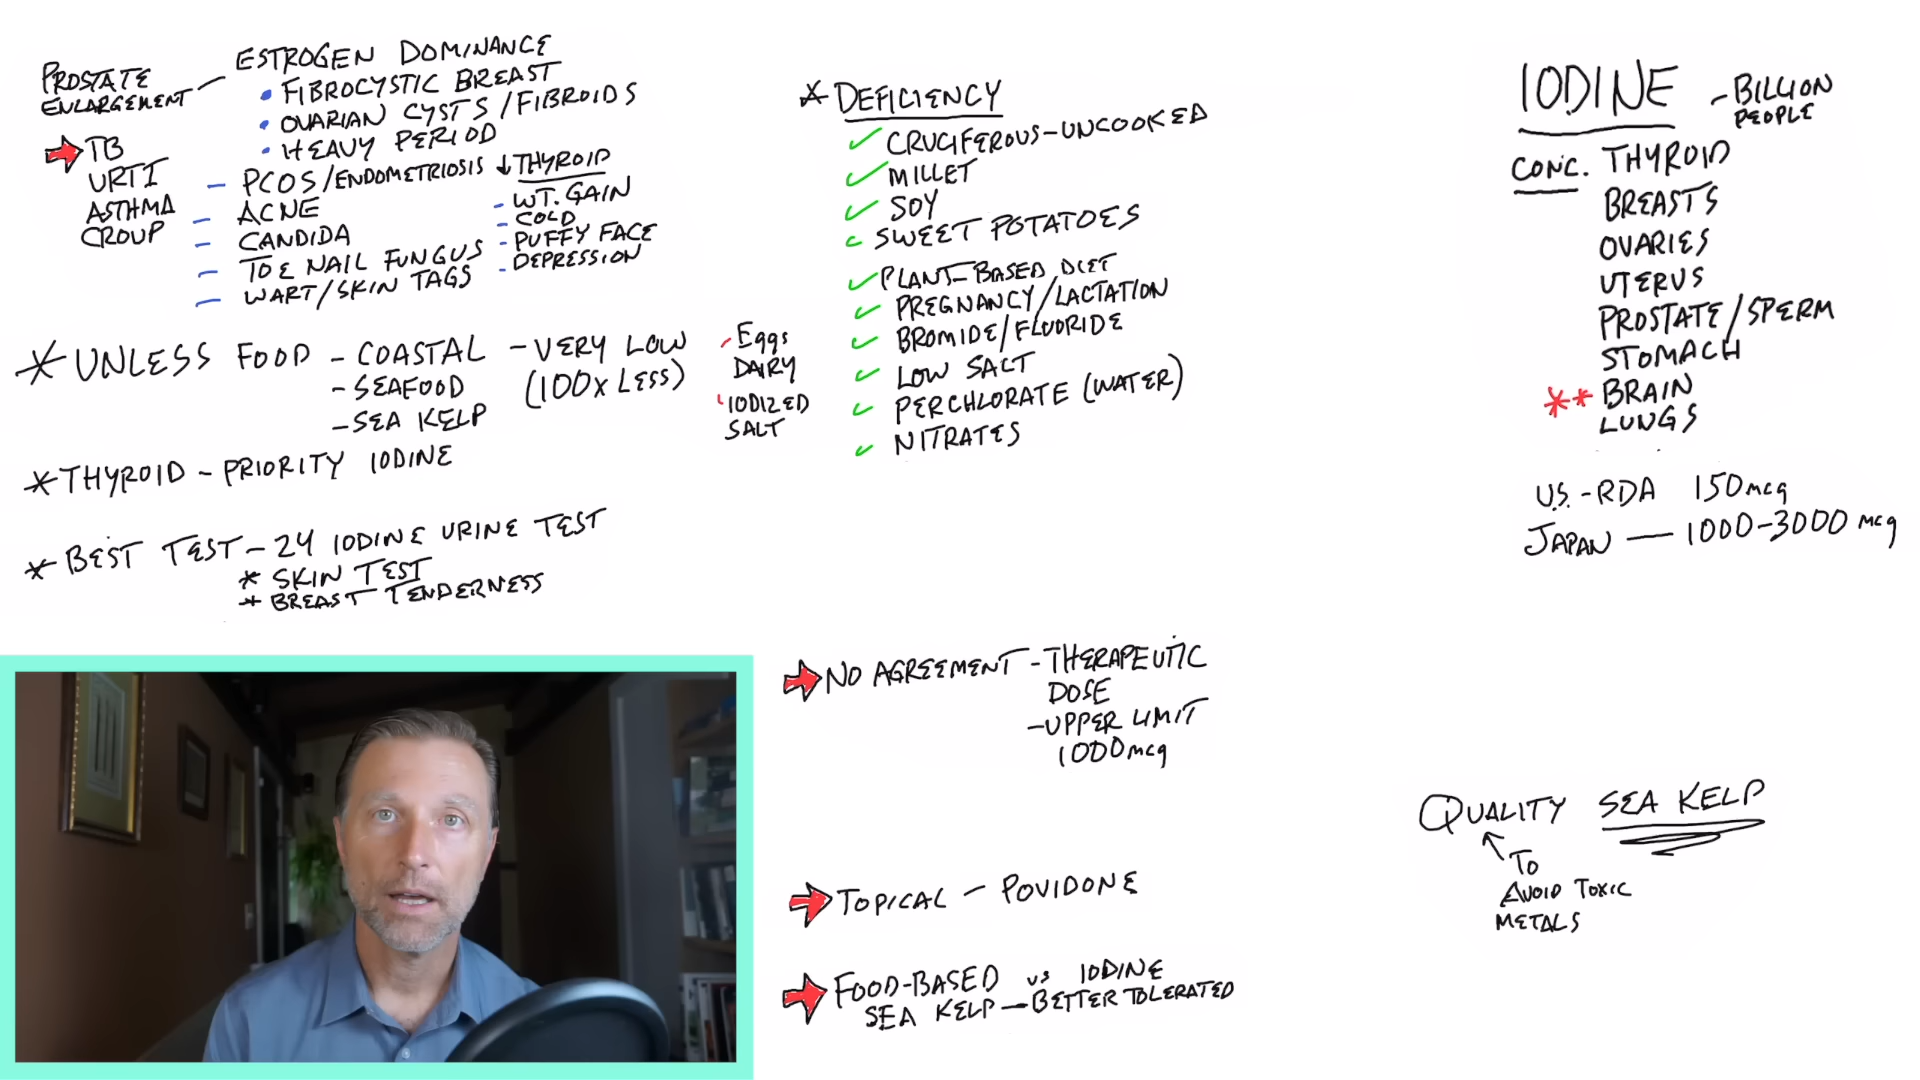 PROSTATE
ENLARGEMENT –
ESTROGEN DOMINANCE
• FIBROCYSTIC BREAST
• OVARIAN CYSTS / FIBROIDS
• HEAVY PERIOD
– PCOS/ENDOMETRIOSIS
– ACNE
– CANDIDA
– TOE NAIL FUNGUS
– WART/SKIN TAGS
TB
URTI
ASTHMA
CROUP
↓ THYROID
– WT. GAIN
– COLD
– PUFFY FACE
– DEPRESSION
* UNLESS FOOD – COASTAL – VERY LOW
– SEAFOOD (100X LESS)
– SEA KELP
Eggs
DAIRY
IODIZED
SALT
* THYROID – PRIORITY IODINE
* BEST TEST – 24 IODINE URINE TEST
* SKIN TEST
* BREAST TENDERNESS
* DEFICIENCY
✓ CRUCIFEROUS – UNCOOKED
✓ MILLET
✓ SOY
✓ SWEET POTATOES
✓ PLANT-BASED DIET
✓ PREGNANCY/LACTATION
✓ BROMIDE/FLUORIDE
✓ LOW SALT
✓ PERCHLORATE (WATER)
✓ NITRATES
NO AGREEMENT – THERAPEUTIC
DOSE
– UPPER LIMIT
1000 mcg
TOPICAL – POVIDONE
FOOD-BASED vs IODINE
SEA KELP – BETTER TOLERATED
IODINE – BILLION
PEOPLE
CONC. THYROID
BREASTS
OVARIES
UTERUS
PROSTATE/SPERM
STOMACH
** BRAIN
LUNGS
U.S. - RDA 150 mcg
JAPAN — 1000-3000 mcg
QUALITY SEA KELP
TO
AVOID TOXIC
METALS